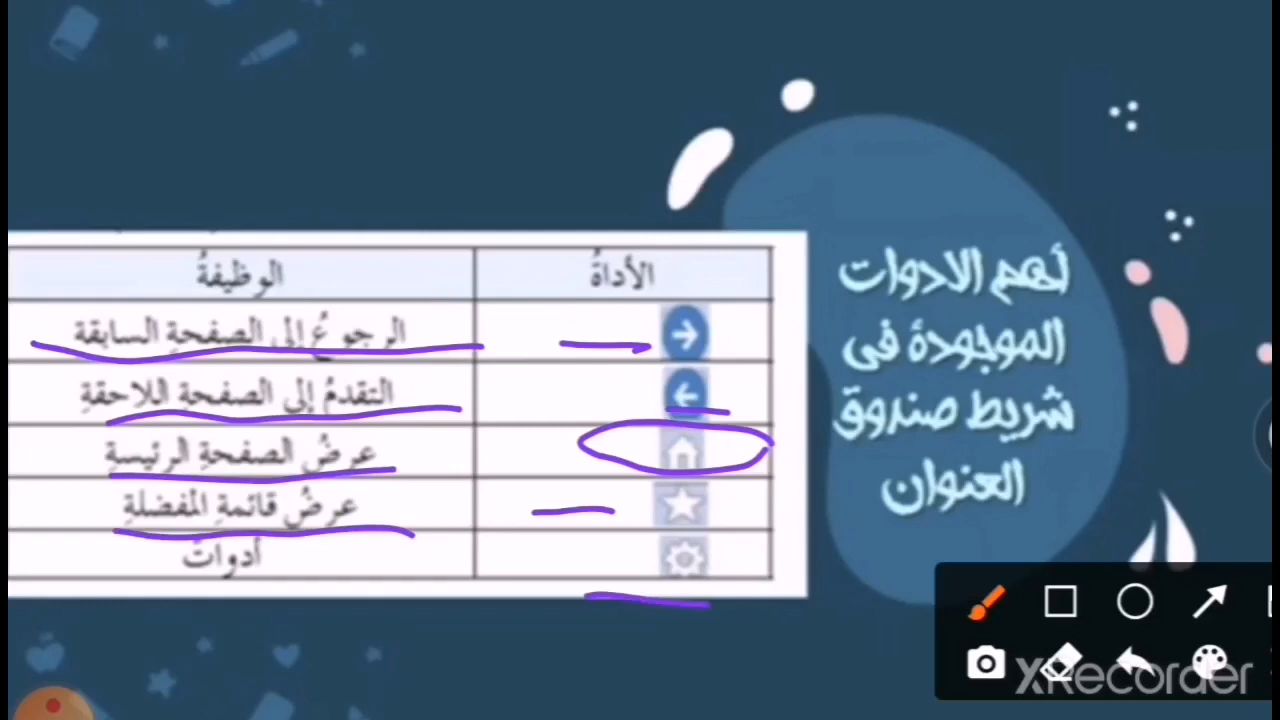 أهم الادوات
الموجودة فى
شريط صندوق
العنوان
الأداةُ الوظيفةُ
الرجوعُ إلى الصفحةِ السابقة
التقدمُ إلى الصفحةِ اللاحقةِ
عرضُ الصفحةِ الرئيسةِ
عرضُ قائمةِ المفضلةِ
أدواتٌ
XRecorder